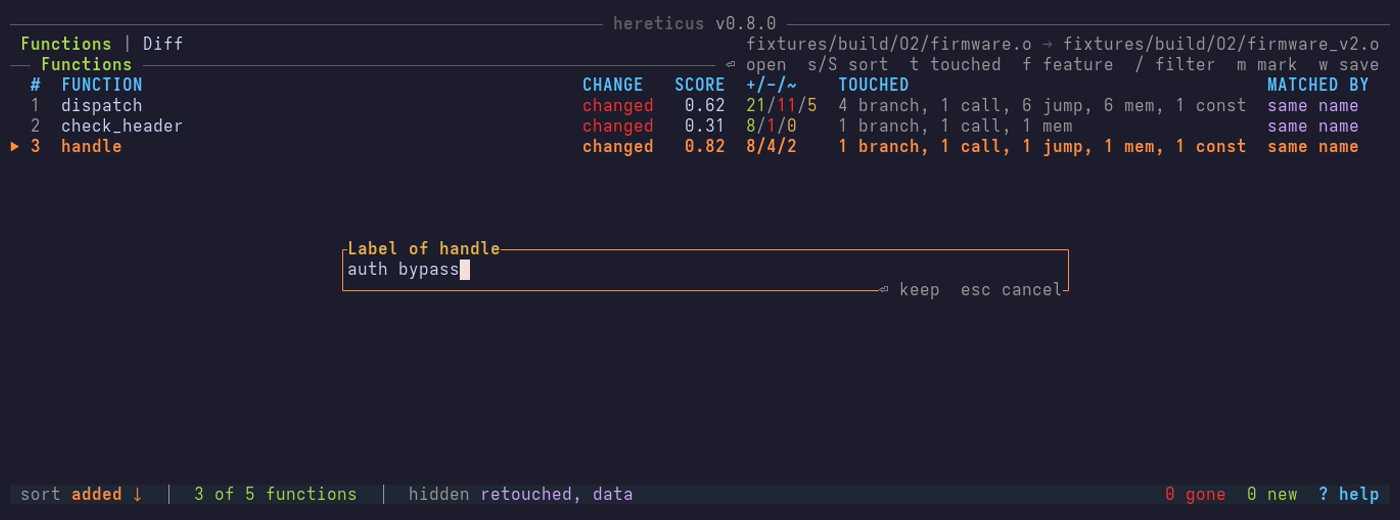 hereticus v0.8.0
Functions | Diff fixtures/build/O2/firmware.o → fixtures/build/O2/firmware_v2.o
Functions ⏎ open s/S sort t touched f feature / filter m mark w save
# FUNCTION CHANGE SCORE +/-/~ TOUCHED MATCHED BY
1 dispatch changed 0.62 21/11/5 4 branch, 1 call, 6 jump, 6 mem, 1 const same name
2 check_header changed 0.31 8/1/0 1 branch, 1 call, 1 mem same name
▶ 3 handle changed 0.82 8/4/2 1 branch, 1 call, 1 jump, 1 mem, 1 const same name
Label of handle
auth bypass
⏎ keep esc cancel
sort added ↓ │ 3 of 5 functions │ hidden retouched, data 0 gone 0 new ? help